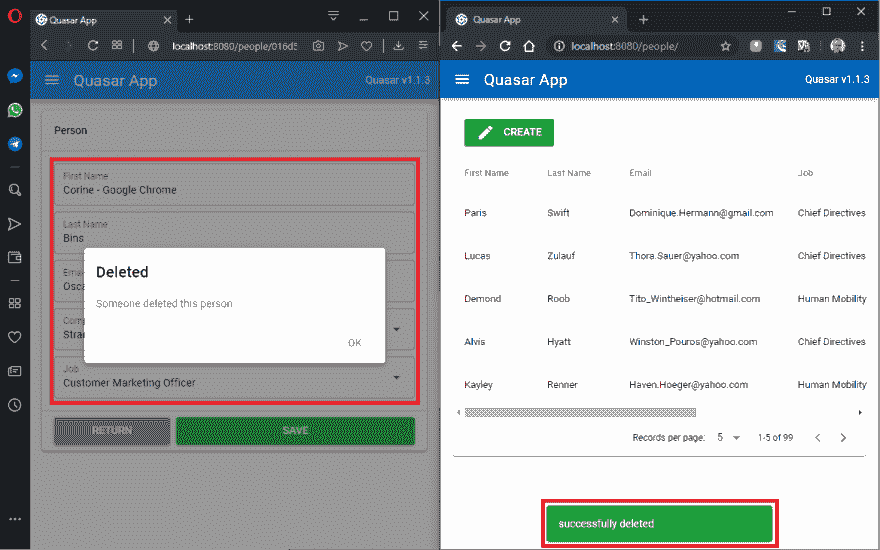 Quasar App
localhost:8080/people/016d5
Quasar App
Quasar v1.1.3
Person
First Name
Corine - Google Chrome
Last Name
Bins
Deleted
Someone deleted this person
OK
Job
Customer Marketing Officer
RETURN
SAVE
Quasar App
localhost:8080/people/
Quasar App
Quasar v1.1.3
CREATE
First Name Last Name Email Job
Paris Swift Dominique.Hermann@gmail.com Chief Directives
Lucas Zulauf Thora.Sauer@yahoo.com Chief Directives
Demond Roob Tito_Wintheiser@hotmail.com Human Mobility
Alvis Hyatt Winston_Pouros@yahoo.com Chief Directives
Kayley Renner Haven.Hoeger@yahoo.com Human Mobility
Records per page: 5 1-5 of 99
successfully deleted